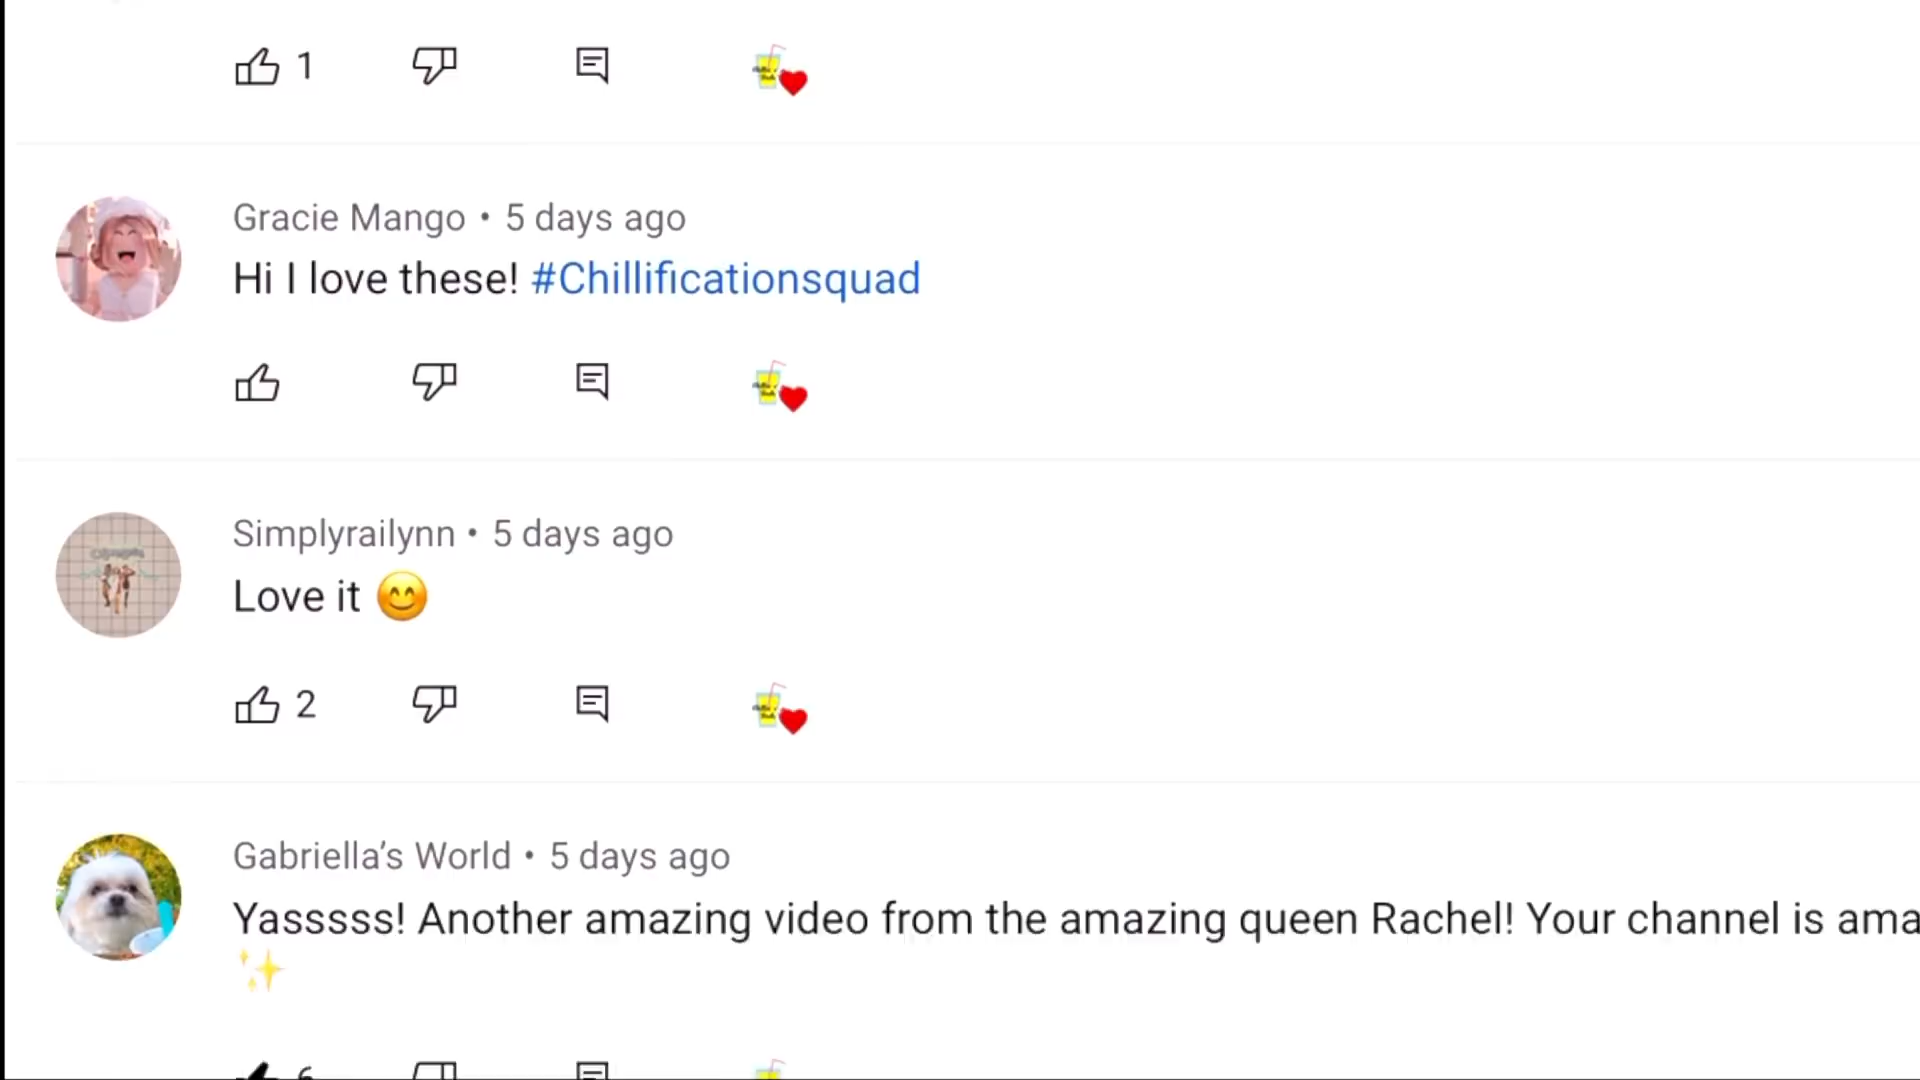 1
Gracie Mango • 5 days ago
Hi I love these! #Chillificationsquad
Simplyrailynn • 5 days ago
Love it 😊
2
Gabriella’s World • 5 days ago
Yasssss! Another amazing video from the amazing queen Rachel! Your channel is ama
✨
6